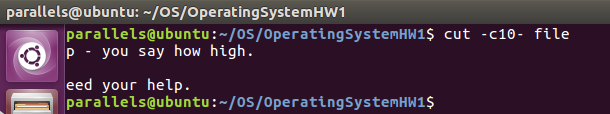 parallels@ubuntu: ~/OS/OperatingSystemHW1
parallels@ubuntu:~/OS/OperatingSystemHW1$ cut -c10- file
p - you say how high.

eed your help.
parallels@ubuntu:~/OS/OperatingSystemHW1$